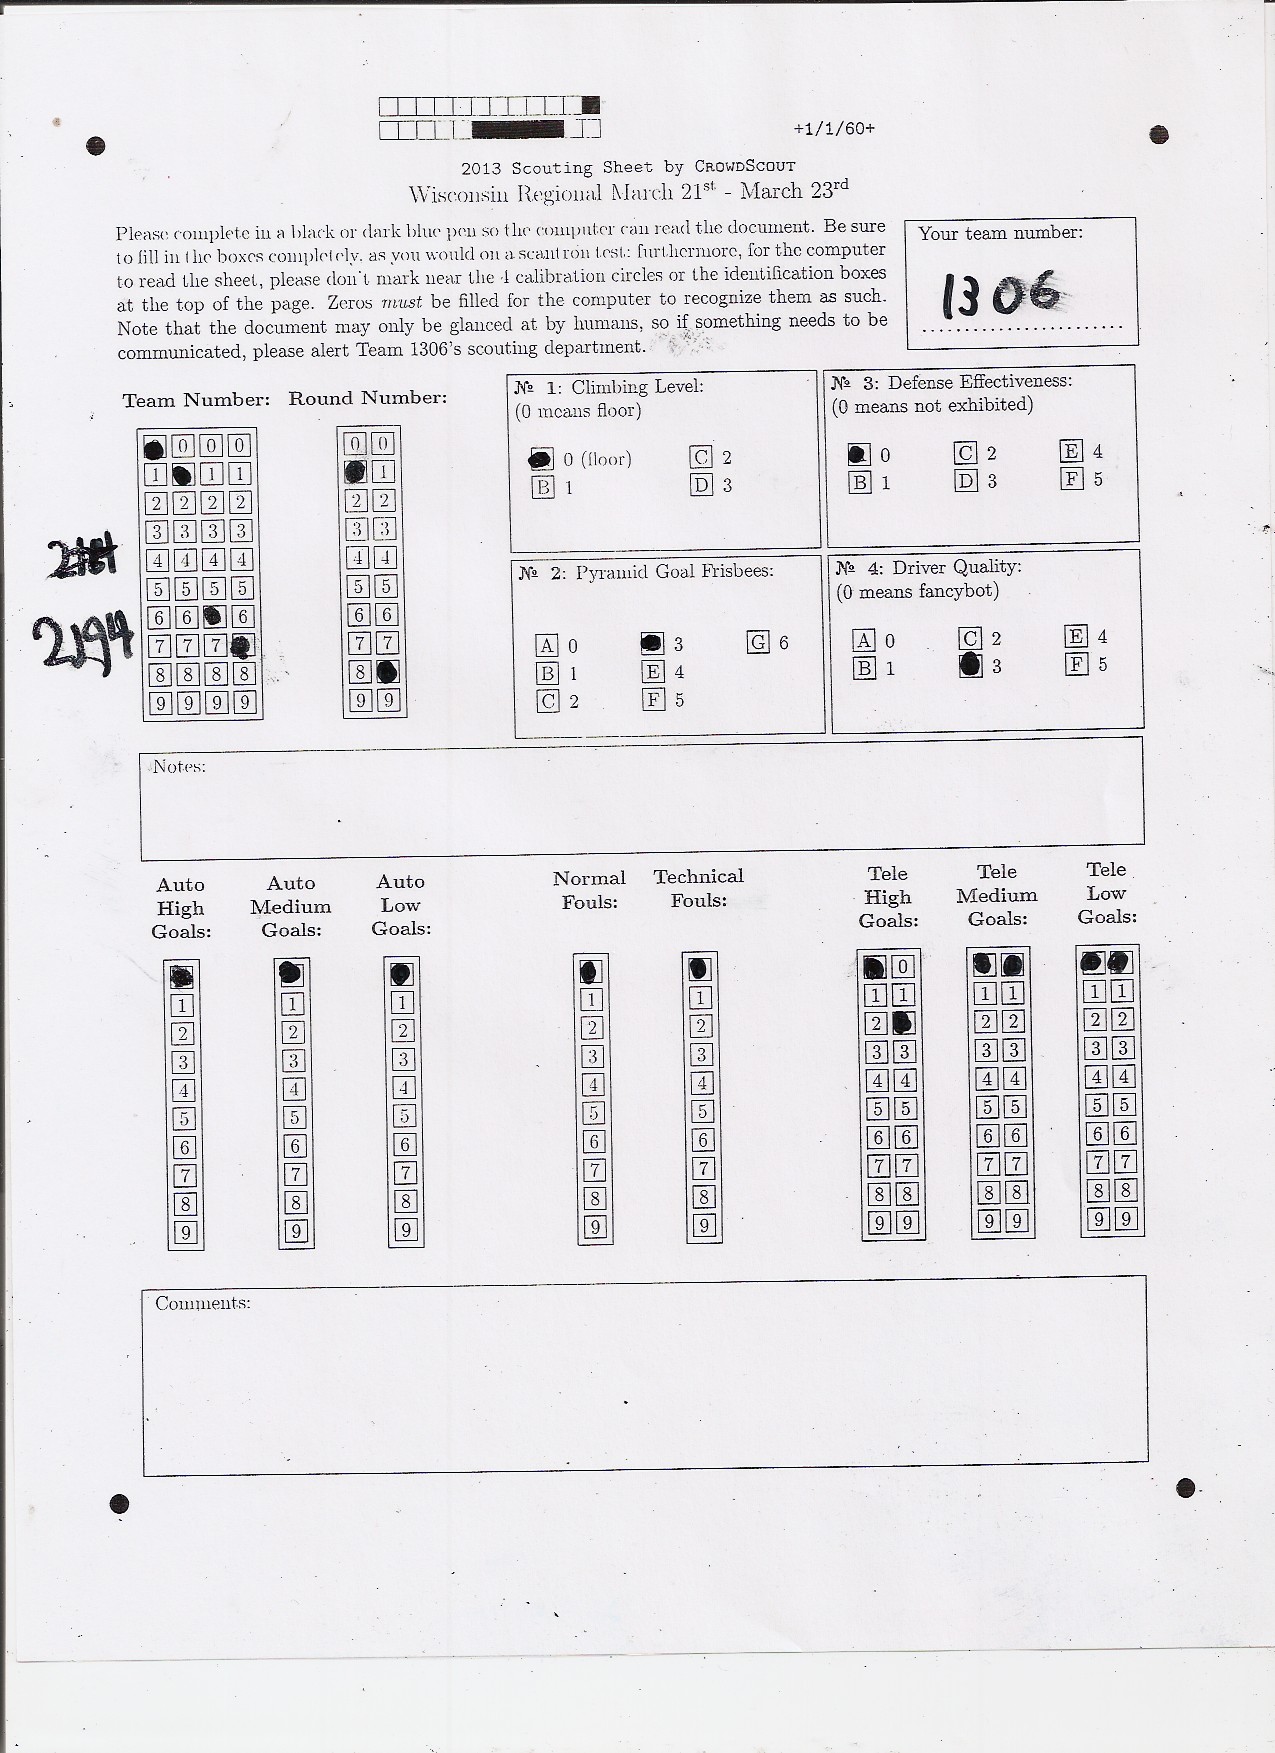 +1/1/60+
2013 Scouting Sheet by CROWDSCOUT
Wisconsin Regional March 21st - March 23rd
Please complete in a black or dark blue pen so the computer can read the document. Be sure
to fill in the boxes completely, as you would on a scantron test; furthermore, for the computer
to read the sheet, please don't mark near the 4 calibration circles or the identification boxes
at the top of the page. Zeros must be filled for the computer to recognize them as such.
Note that the document may only be glanced at by humans, so if something needs to be
communicated, please alert Team 1306's scouting department.
Your team number:
1306
Team Number: Round Number:
0 0 0
1 1 1
2 2 2 2
3 3 3 3
4 4 4 4
5 5 5 5
6 6 6
7 7 7
8 8 8 8
9 9 9 9
2194
0 0
1
2 2
3 3
4 4
5 5
6 6
7 7
8
9 9
№ 1: Climbing Level:
(0 means floor)
0 (floor) C 2
B 1 D 3
№ 3: Defense Effectiveness:
(0 means not exhibited)
0 C 2 E 4
B 1 D 3 F 5
№ 2: Pyramid Goal Frisbees:
A 0 3 G 6
B 1 E 4
C 2 F 5
№ 4: Driver Quality:
(0 means fancybot)
A 0 C 2 E 4
B 1 3 F 5
Notes:
Auto
High
Goals:
1
2
3
4
5
6
7
8
9
Auto
Medium
Goals:
1
2
3
4
5
6
7
8
9
Auto
Low
Goals:
1
2
3
4
5
6
7
8
9
Normal
Fouls:
1
2
3
4
5
6
7
8
9
Technical
Fouls:
1
2
3
4
5
6
7
8
9
Tele
High
Goals:
0
1 1
2
3 3
4 4
5 5
6 6
7 7
8 8
9 9
Tele
Medium
Goals:
1 1
2 2
3 3
4 4
5 5
6 6
7 7
8 8
9 9
Tele
Low
Goals:
1 1
2 2
3 3
4 4
5 5
6 6
7 7
8 8
9 9
Comments: